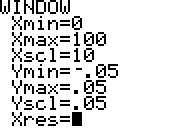 WINDOW
Xmin=0
Xmax=100
Xscl=10
Ymin=-.05
Ymax=.05
Yscl=.05
Xres=